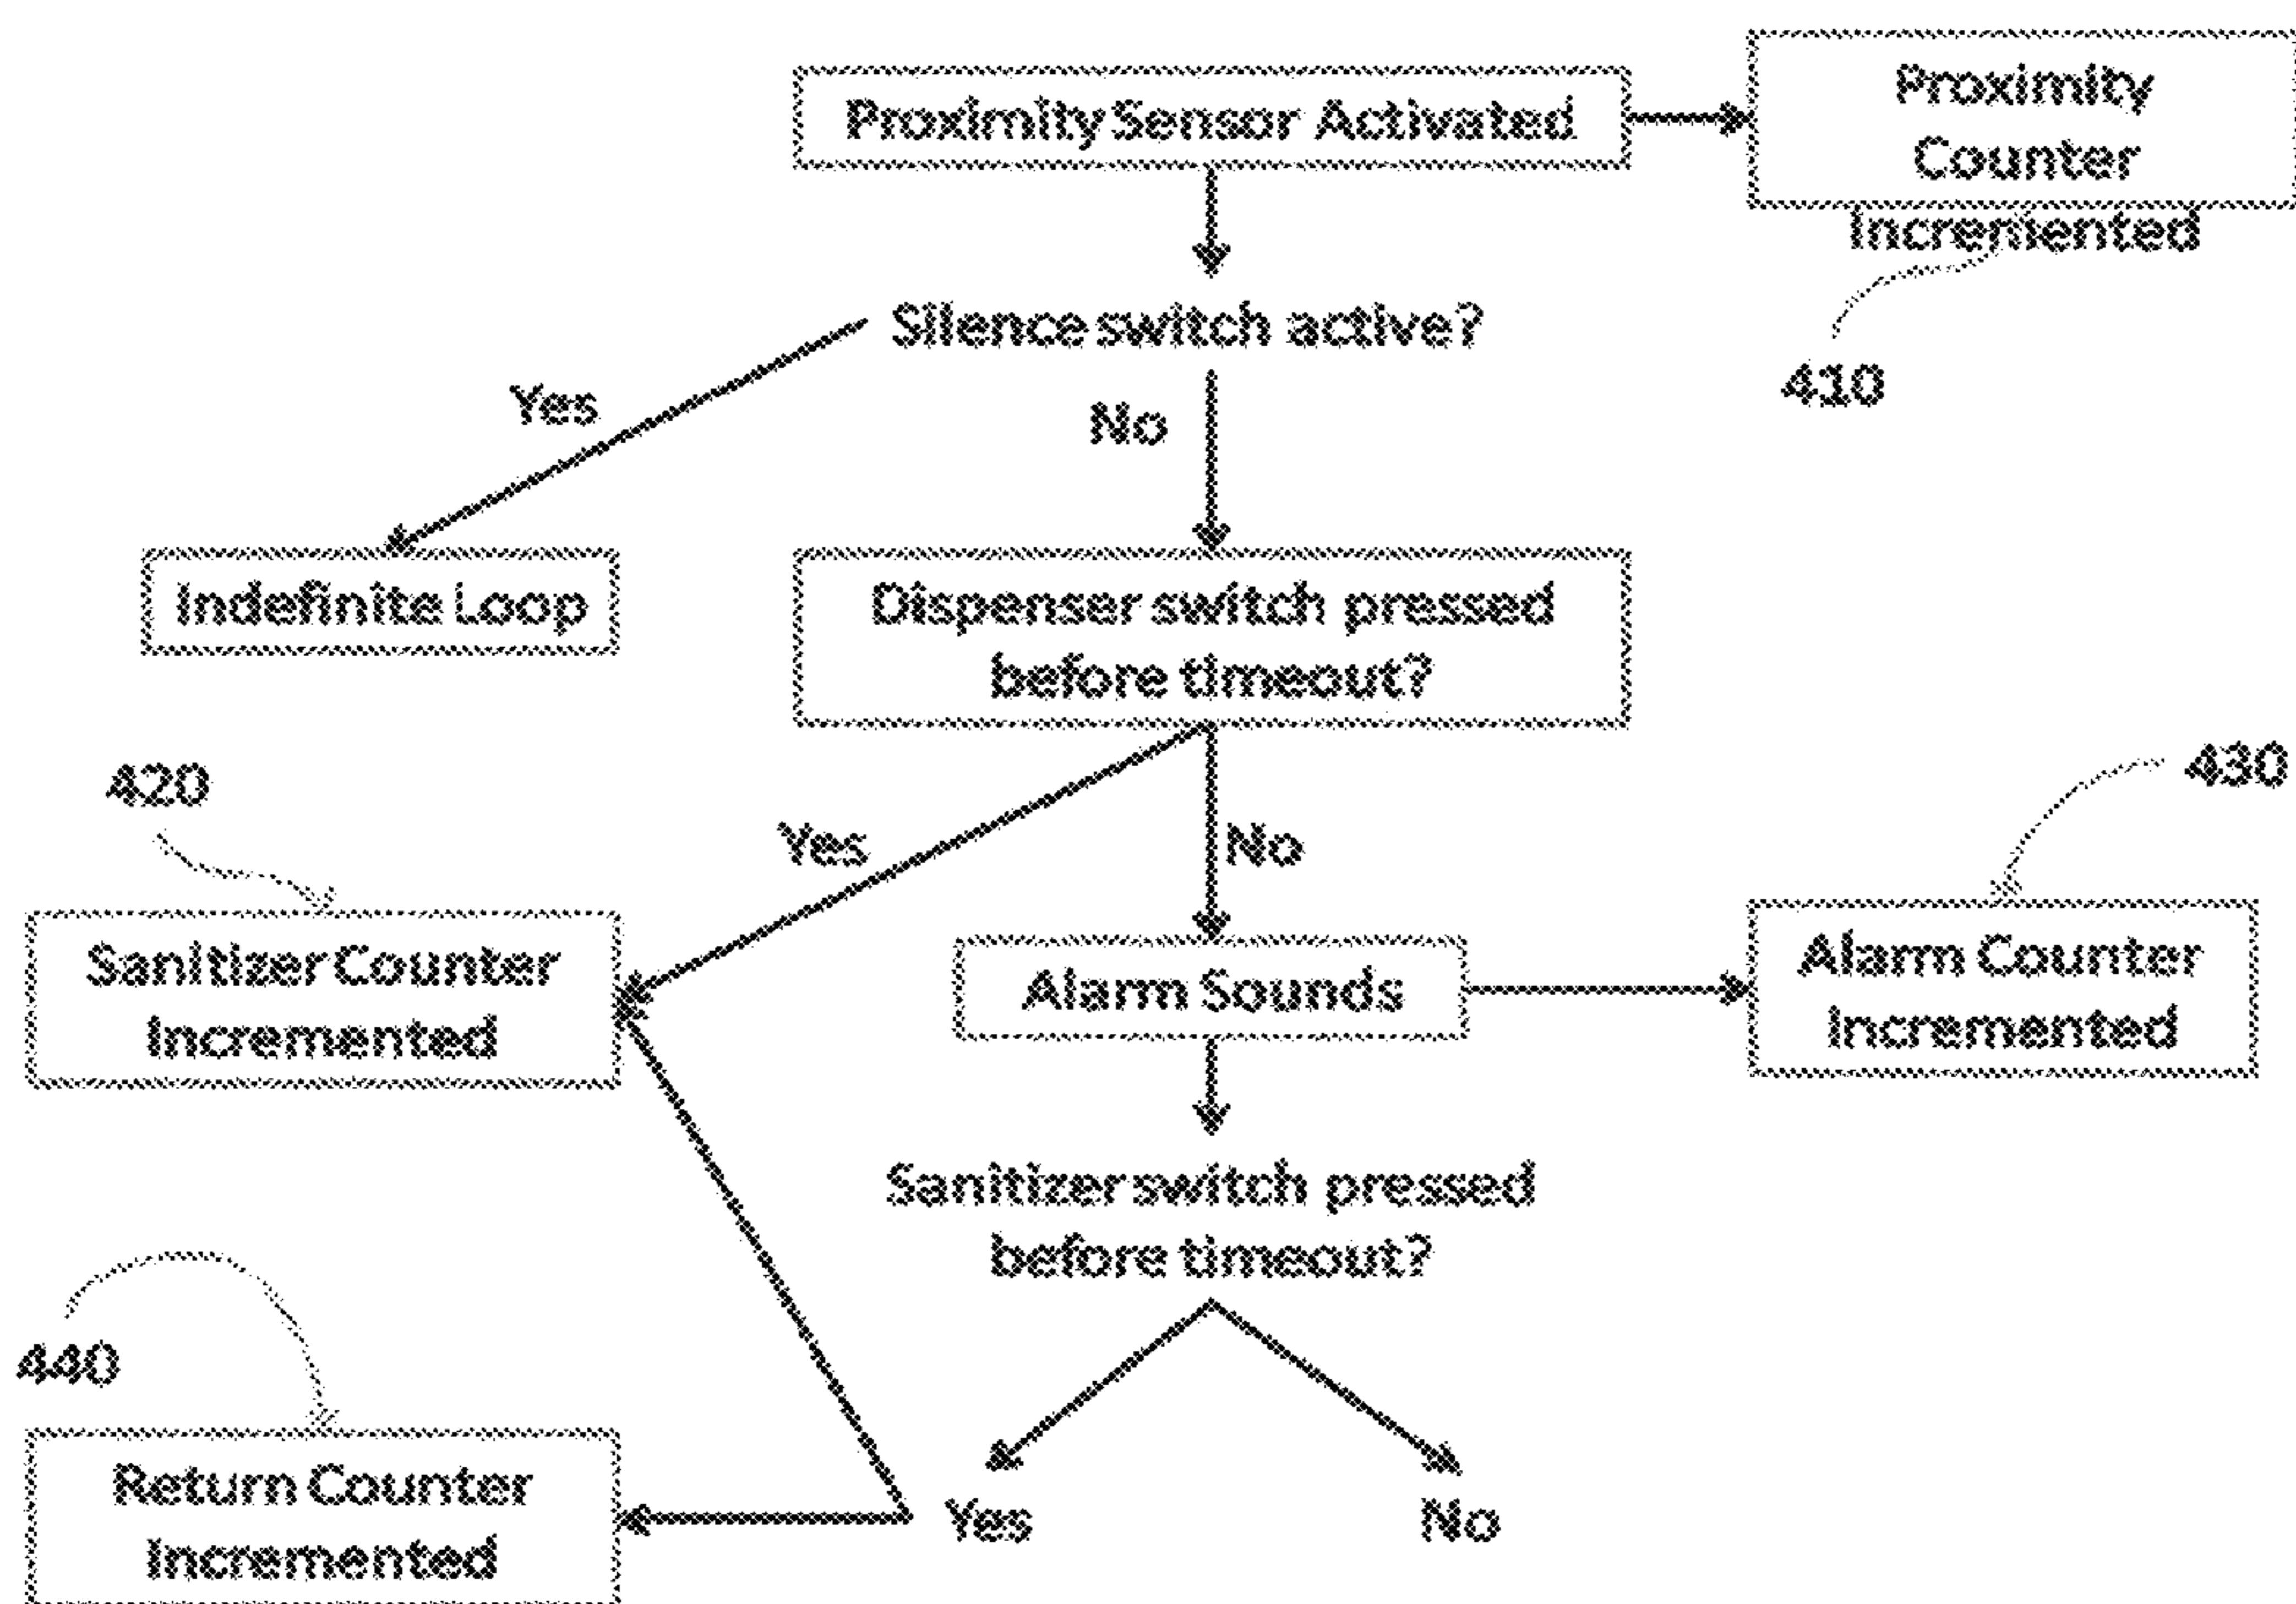 Proximity Sensor Activated
Proximity
Counter
Incremented
410
Silence switch active?
Yes
No
Indefinite Loop
Dispenser switch pressed
before timeout?
420
430
Yes
No
Sanitizer Counter
Incremented
Alarm Sounds
Alarm Counter
Incremented
Sanitizer switch pressed
before timeout?
440
Return Counter
Incremented
Yes
No